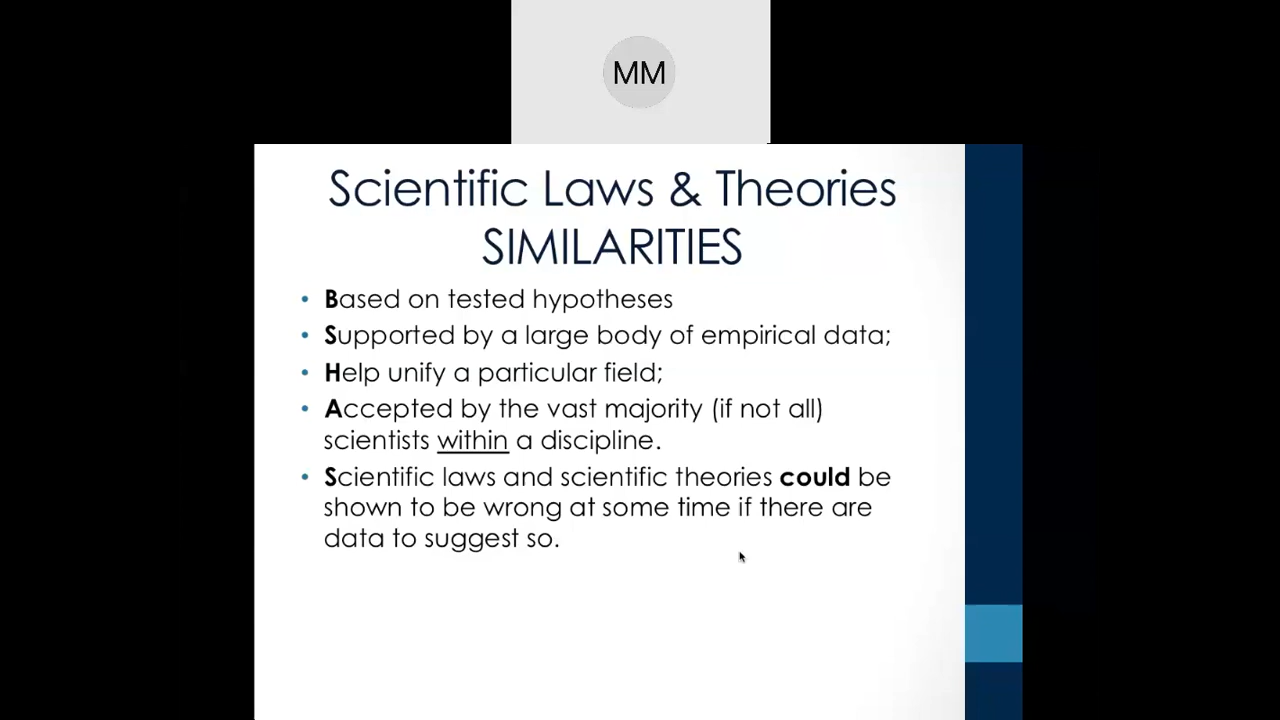 MM
Scientific Laws & Theories
SIMILARITIES
• Based on tested hypotheses
• Supported by a large body of empirical data;
• Help unify a particular field;
• Accepted by the vast majority (if not all)
scientists within a discipline.
• Scientific laws and scientific theories could be
shown to be wrong at some time if there are
data to suggest so.